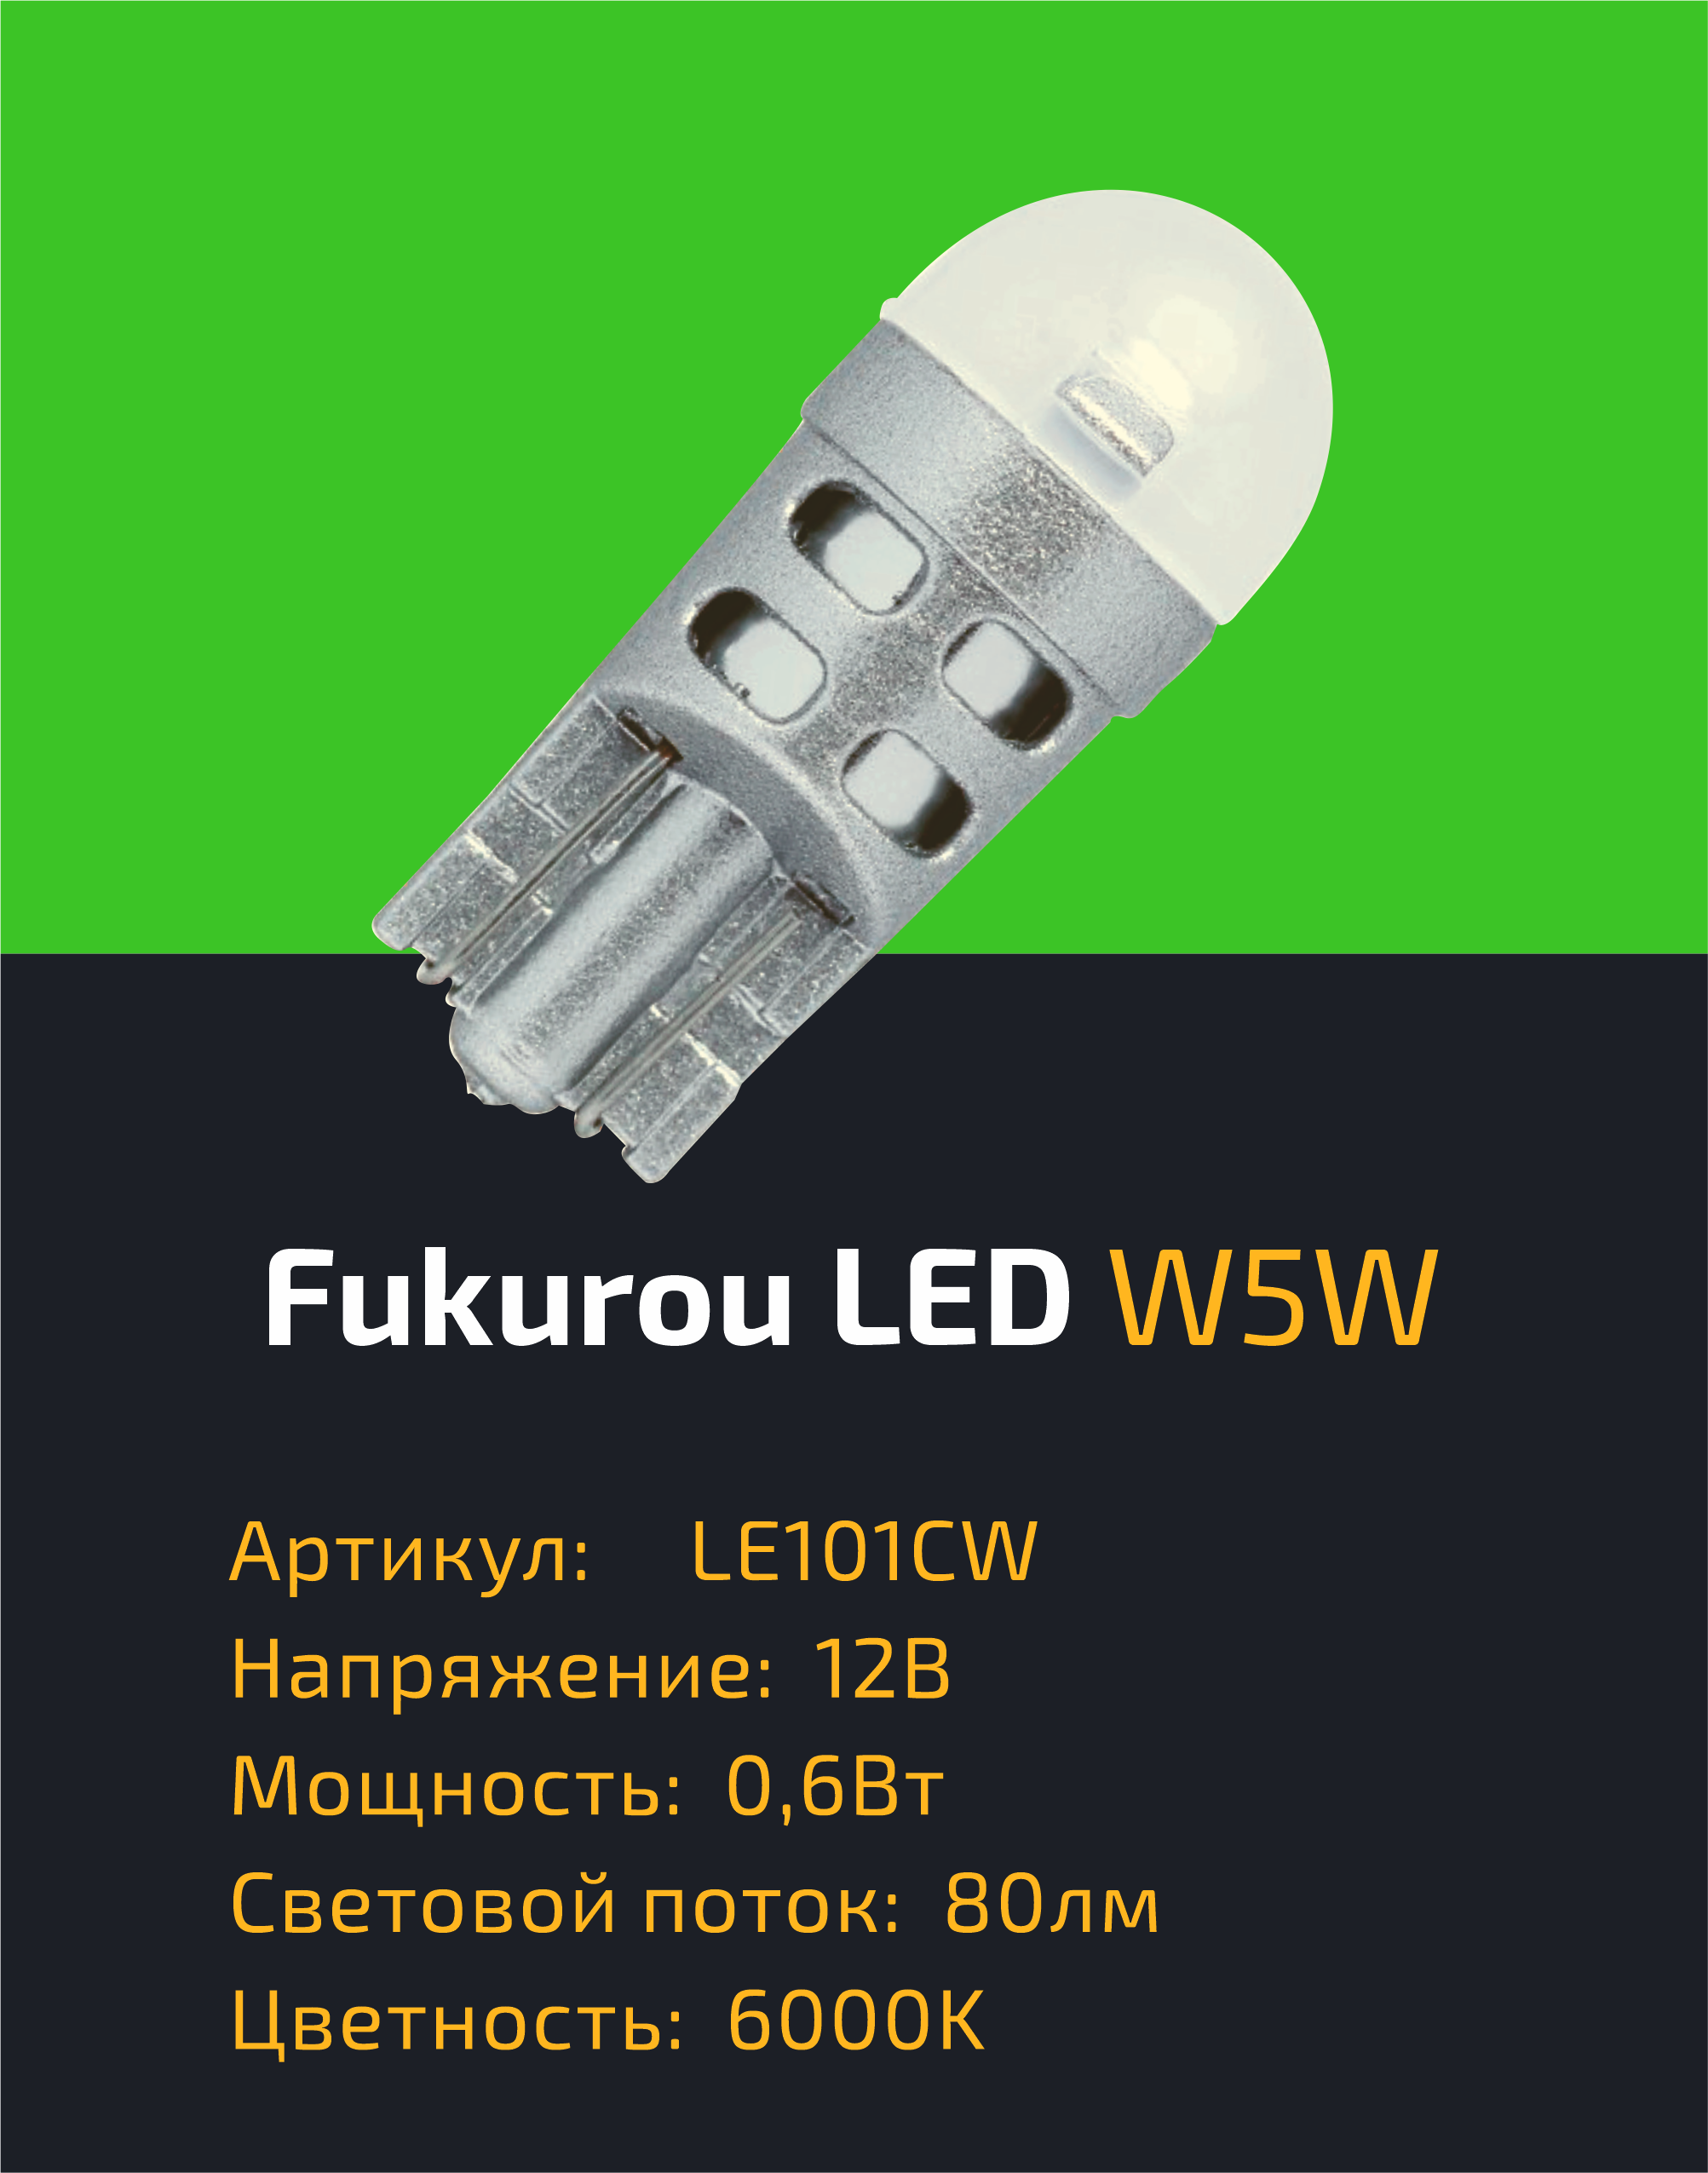 Fukurou LED W5W
Артикул: LE101CW
Напряжение: 12В
Мощность: 0,6Вт
Световой поток: 80лм
Цветность: 6000К